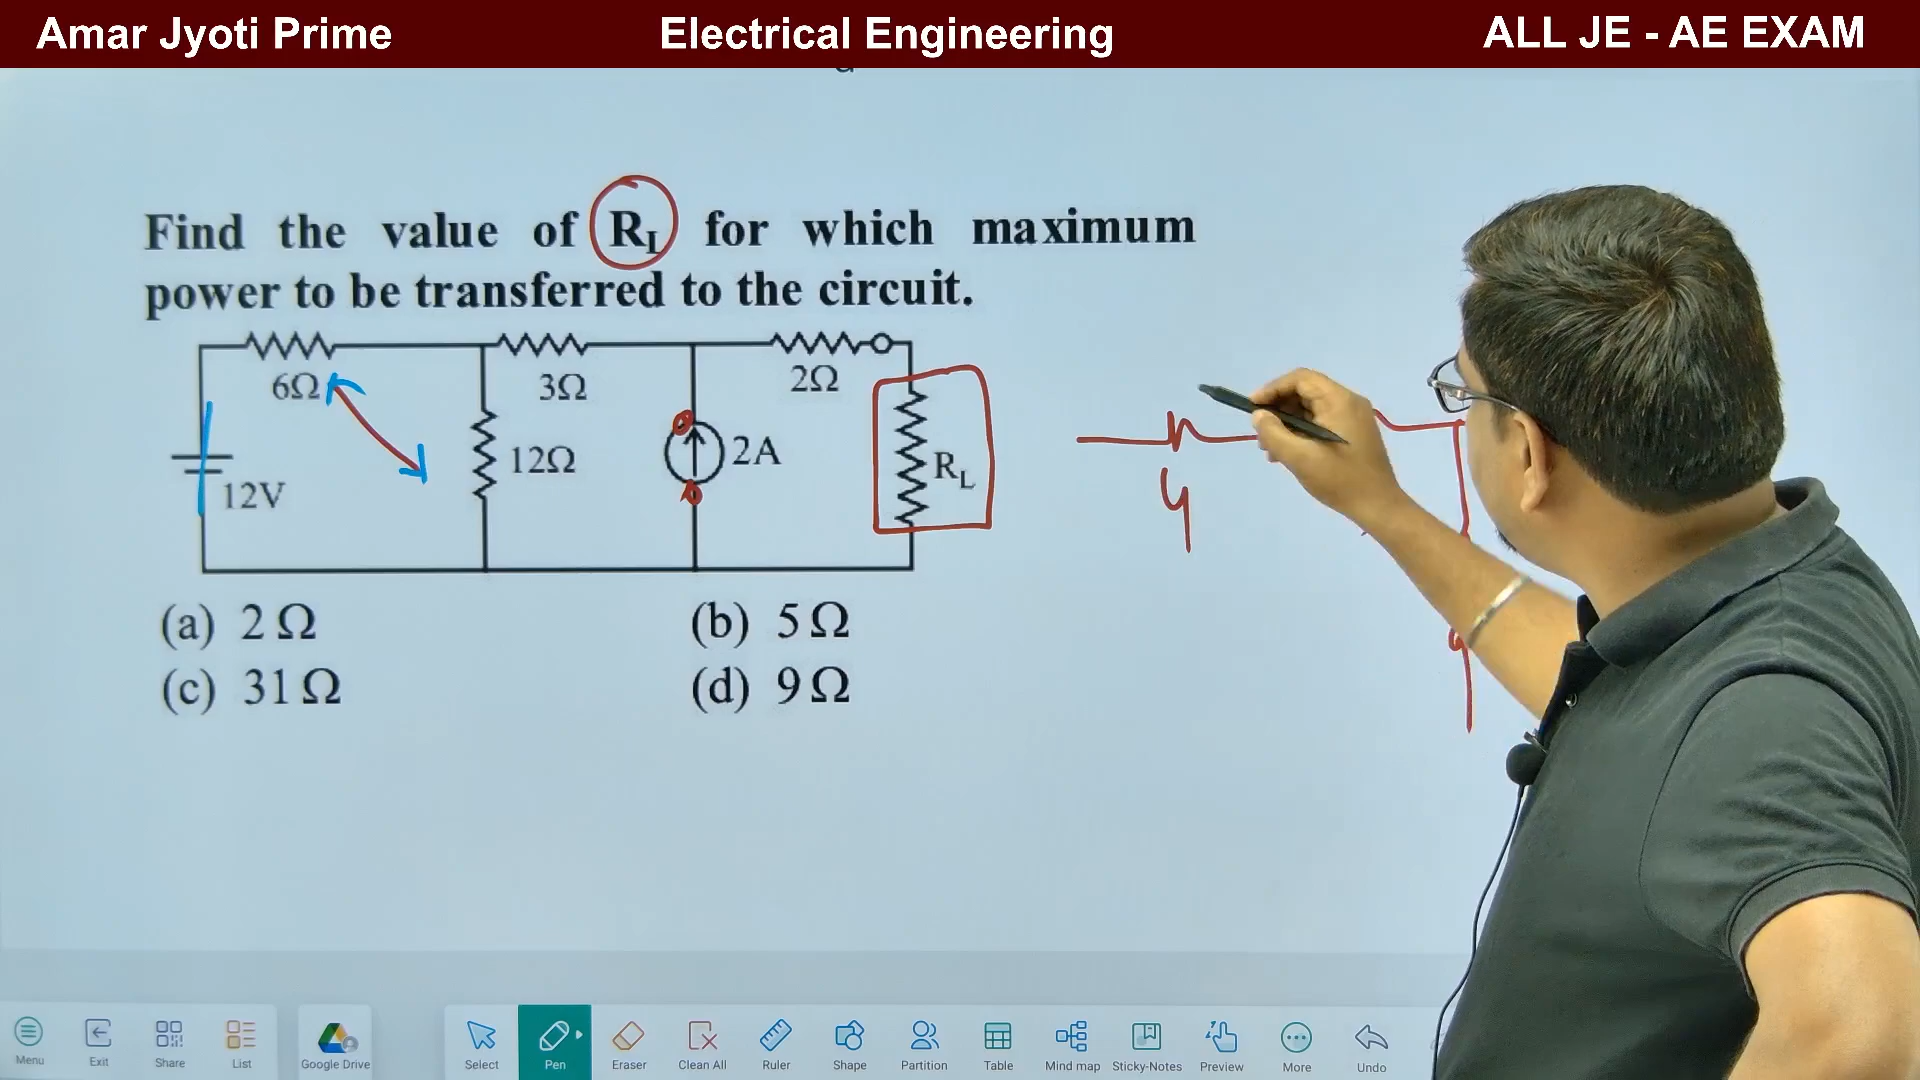 Amar Jyoti Prime Electrical Engineering ALL JE - AE EXAM
Find the value of R_L for which maximum
power to be transferred to the circuit.
6Ω 3Ω 2Ω
12V 12Ω 2A R_L
4
(a) 2Ω (b) 5Ω
(c) 31Ω (d) 9Ω
Menu Exit Share List Google Drive Select Pen Eraser Clean All Ruler Shape Partition Table Mind map Sticky-Notes Preview More Undo